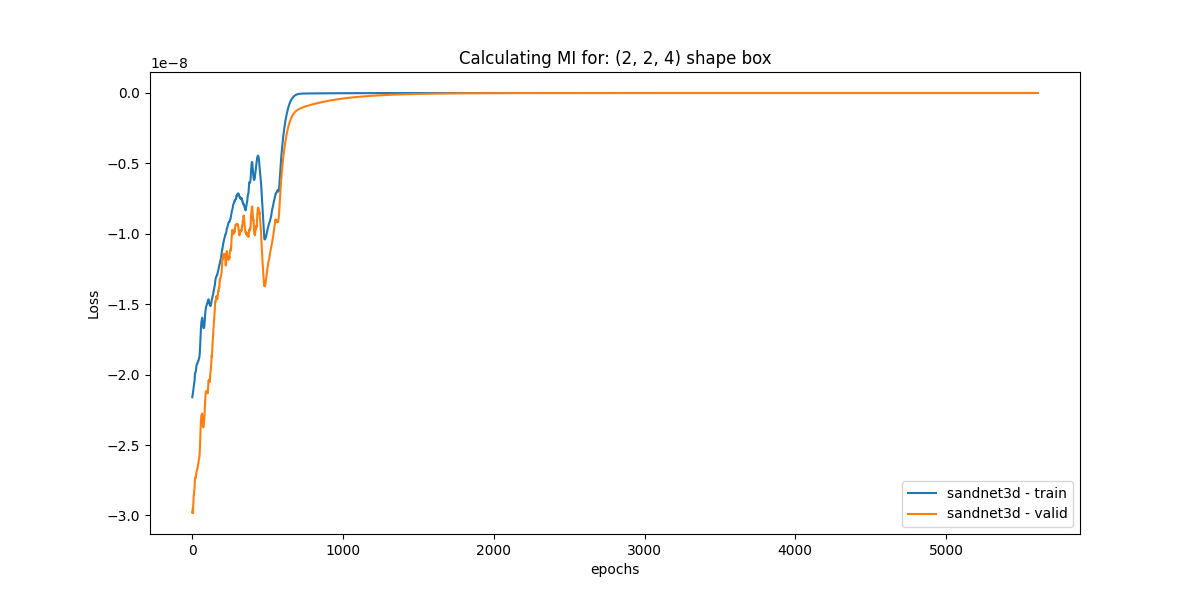 Calculating MI for: (2, 2, 4) shape box
1e−8
0.0
−0.5
−1.0
−1.5
−2.0
−2.5
−3.0
Loss
0 1000 2000 3000 4000 5000
epochs
sandnet3d - train
sandnet3d - valid